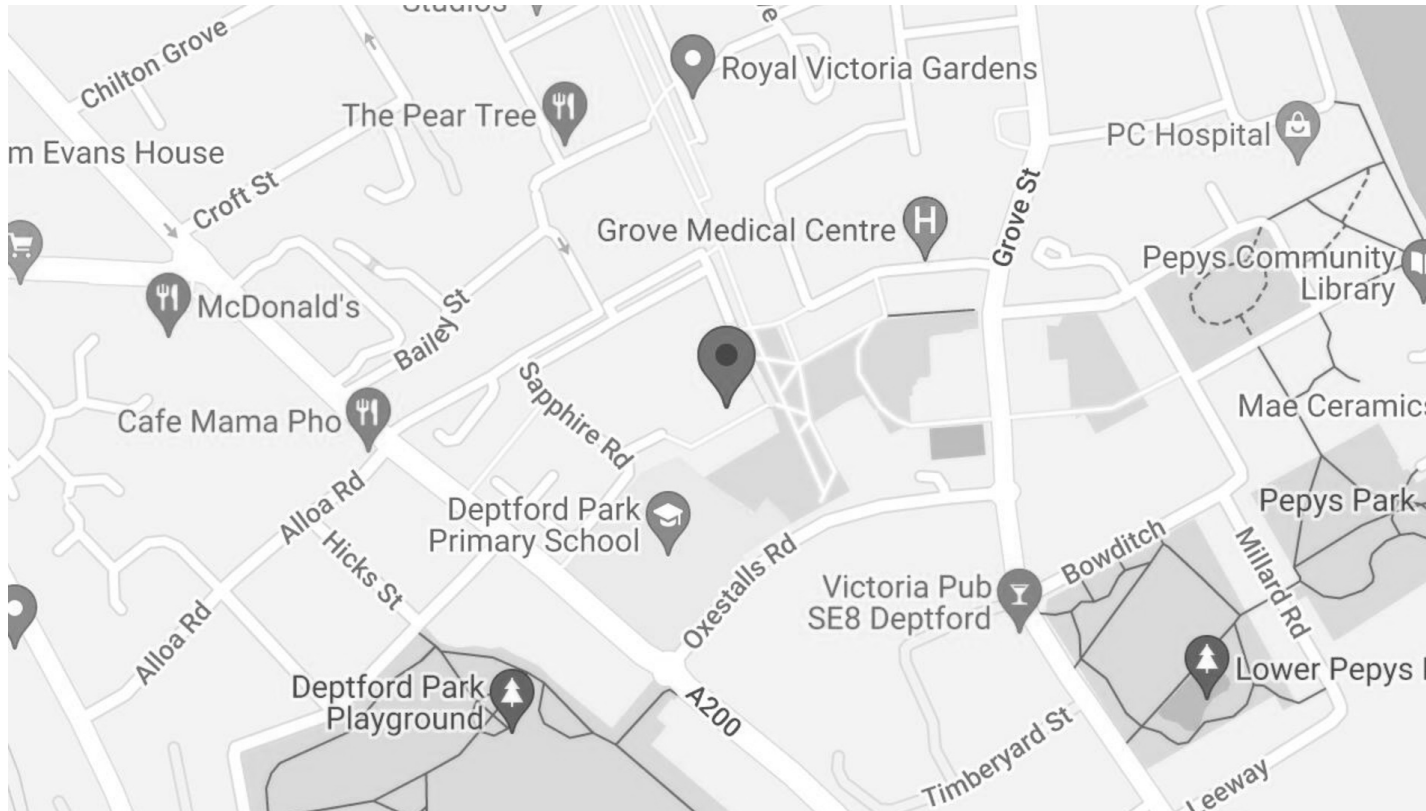 Studios
Chilton Grove
Royal Victoria Gardens
The Pear Tree
PC Hospital
m Evans House
Croft St
Grove St
Grove Medical Centre
Pepys Community
Library
McDonald's
Bailey St
Sapphire Rd
Mae Ceramics
Cafe Mama Pho
Alloa Rd
Deptford Park
Primary School
Pepys Park
Hicks St
Oxestalls Rd
Bowditch
Millard Rd
Victoria Pub
SE8 Deptford
Alloa Rd
Deptford Park
Playground
Lower Pepys
A200
Timberyard St
Leeway
H